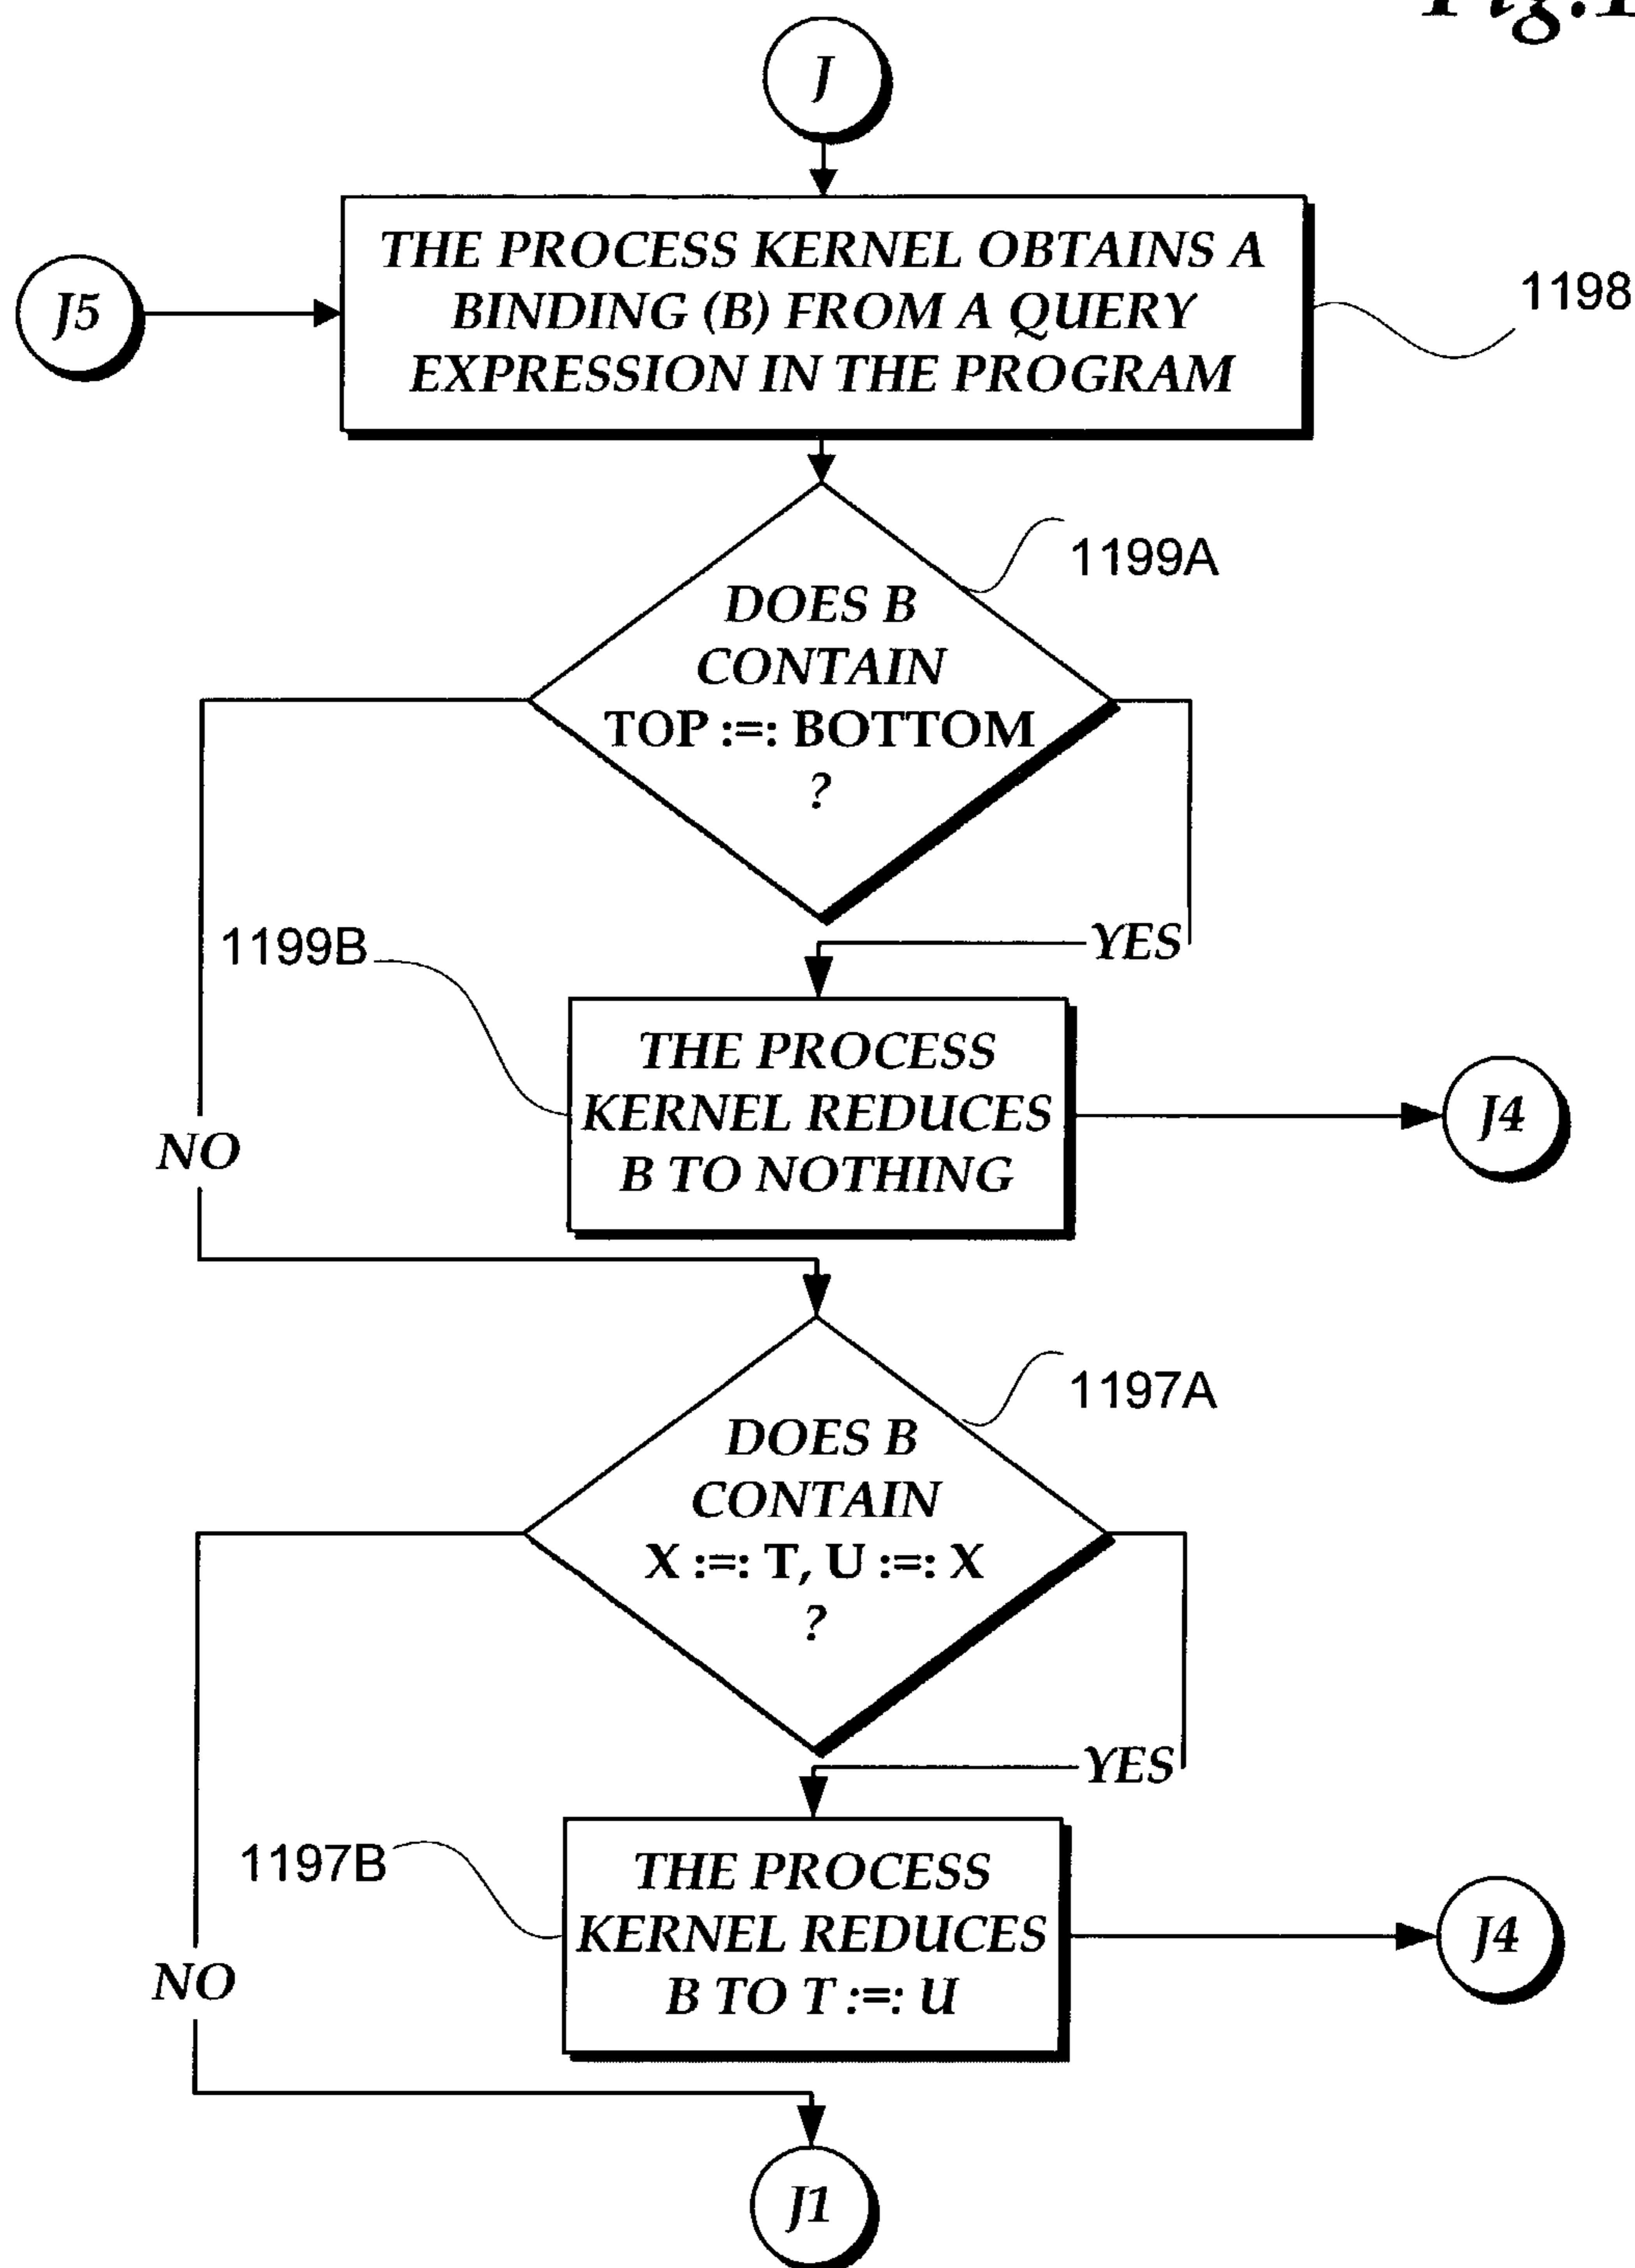 J
THE PROCESS KERNEL OBTAINS A
BINDING (B) FROM A QUERY
EXPRESSION IN THE PROGRAM
J5
1198
1199A
DOES B
CONTAIN
TOP :=: BOTTOM
?
YES
1199B
THE PROCESS
KERNEL REDUCES
B TO NOTHING
J4
NO
1197A
DOES B
CONTAIN
X :=: T, U :=: X
?
YES
1197B
THE PROCESS
KERNEL REDUCES
B TO T :=: U
J4
NO
J1